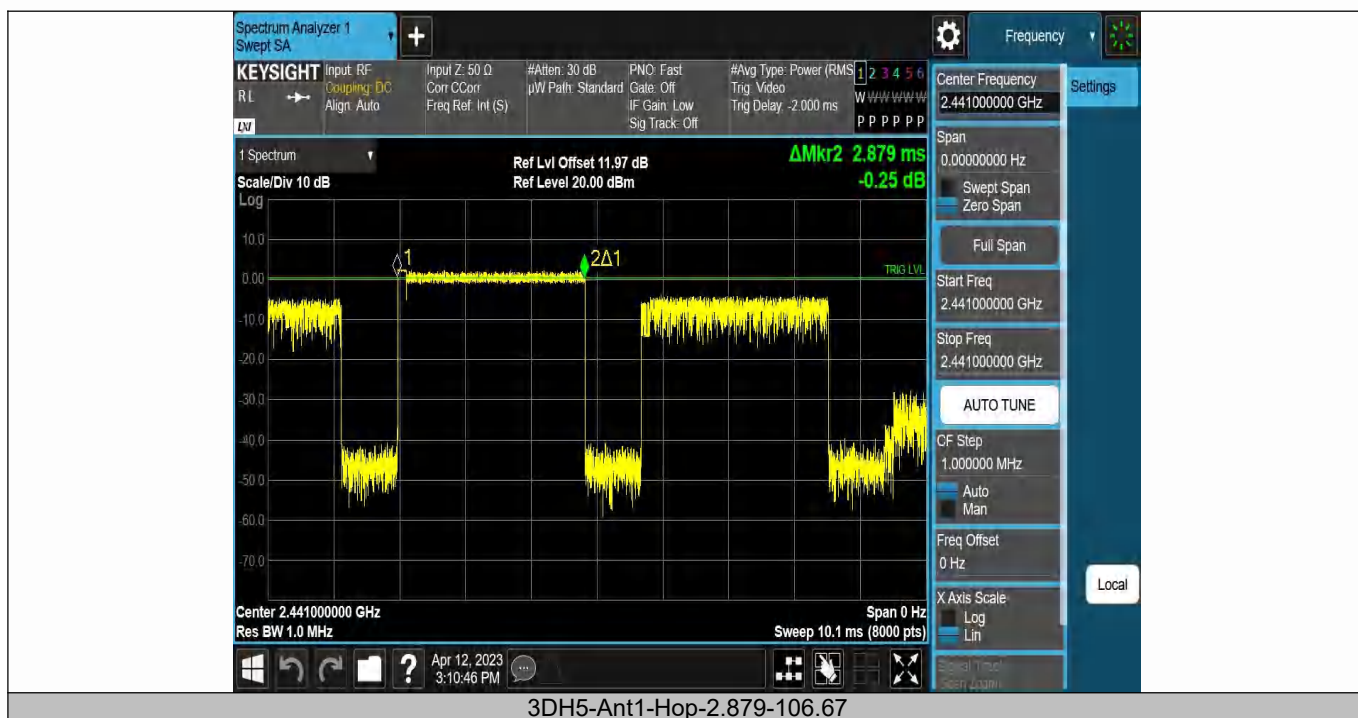 Spectrum Analyzer 1
Swept SA
Frequency
KEYSIGHT
Input: RF
Input Z: 50 Ω
#Atten: 30 dB
PNO: Fast
#Avg Type: Power (RMS
1 2 3 4 5 6
R L
Coupling: DC
Corr CCorr
µW Path: Standard
Gate: Off
Trig: Video
W W W W W W
Align: Auto
Freq Ref: Int (S)
IF Gain: Low
Trig Delay: -2.000 ms
P P P P P P
LXI
Sig Track: Off
1 Spectrum
Ref Lvl Offset 11.97 dB
ΔMkr2 2.879 ms
Scale/Div 10 dB
Ref Level 20.00 dBm
-0.25 dB
Log
10.0
0.00
-10.0
-20.0
-30.0
-40.0
-50.0
-60.0
-70.0
1
2Δ1
TRIG LVL
Center 2.441000000 GHz
Span 0 Hz
Res BW 1.0 MHz
Sweep 10.1 ms (8000 pts)
Center Frequency
2.441000000 GHz
Settings
Span
0.00000000 Hz
Swept Span
Zero Span
Full Span
Start Freq
2.441000000 GHz
Stop Freq
2.441000000 GHz
AUTO TUNE
CF Step
1.000000 MHz
Auto
Man
Freq Offset
0 Hz
Local
X Axis Scale
Log
Lin
Signal Track
(Span Zoom)
?
Apr 12, 2023
3:10:46 PM
3DH5-Ant1-Hop-2.879-106.67